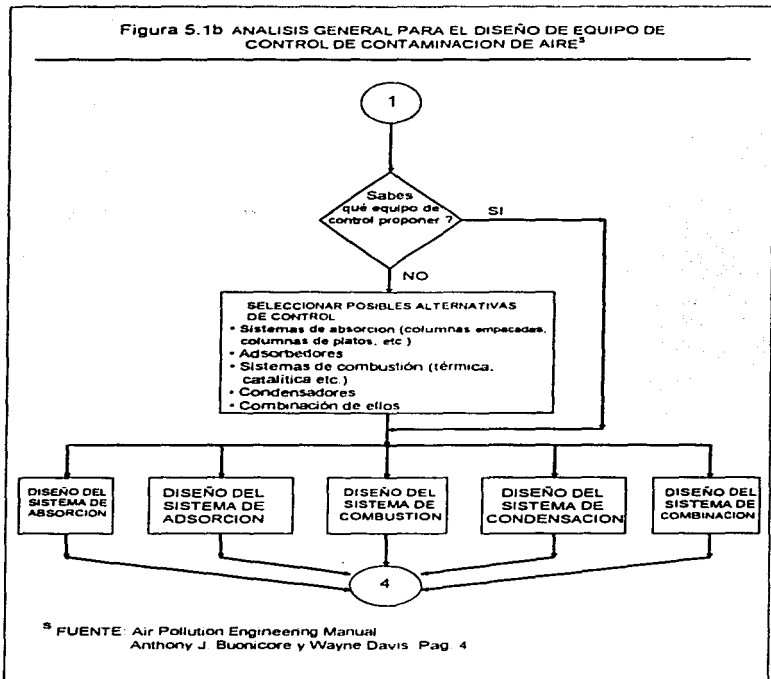 Figura 5.1b ANALISIS GENERAL PARA EL DISEÑO DE EQUIPO DE
CONTROL DE CONTAMINACION DE AIRE⁵
1
Sabes
qué equipo de
control proponer ?
SI
NO
SELECCIONAR POSIBLES ALTERNATIVAS
DE CONTROL
• Sistemas de absorcion (columnas empacadas,
columnas de platos, etc )
• Adsorbedores
• Sistemas de combustión (térmica,
catalítica etc.)
• Condensadores
• Combinación de ellos
DISEÑO DEL
SISTEMA DE
ABSORCION
DISEÑO DEL
SISTEMA DE
ADSORCION
DISEÑO DEL
SISTEMA DE
COMBUSTION
DISEÑO DEL
SISTEMA DE
CONDENSACION
DISEÑO DEL
SISTEMA DE
COMBINACION
4
⁵ FUENTE: Air Pollution Engineering Manual
Anthony J. Buonicore y Wayne Davis Pag. 4